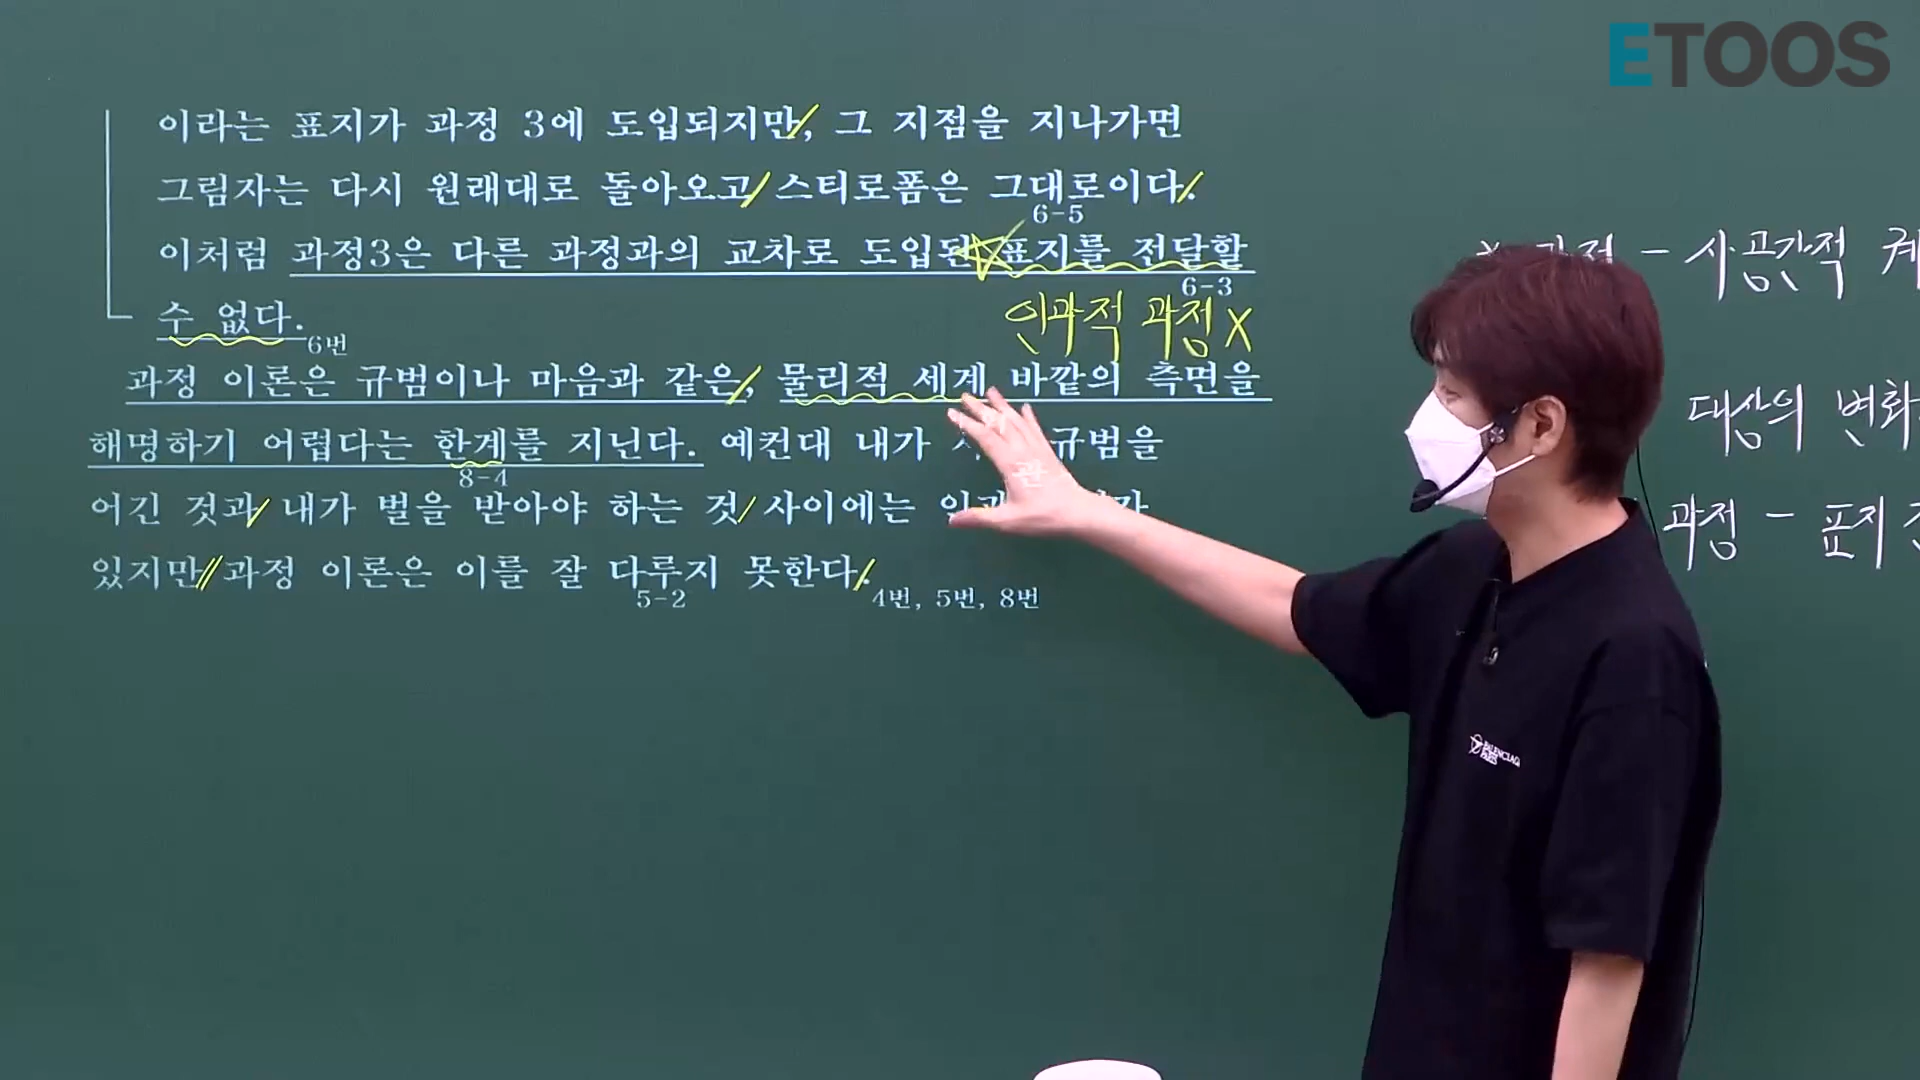 ETOOS
이라는 표지가 과정 3에 도입되지만, 그 지점을 지나가면
그림자는 다시 원래대로 돌아오고 스티로폼은 그대로이다.
6-5
이처럼 과정3은 다른 과정과의 교차로 도입된 표지를 전달할
6-3
수 없다.
6번
인과적 과정 X
과정 이론은 규범이나 마음과 같은, 물리적 세계 바깥의 측면을
해명하기 어렵다는 한계를 지닌다. 예컨대 내가 규범을
8-4
어긴 것과 내가 벌을 받아야 하는 것 사이에는
있지만 과정 이론은 이를 잘 다루지 못한다.
5-2
4번, 5번, 8번
과정 - 시공간적
대상의 변화
과정 - 표지
BALENCIAGA